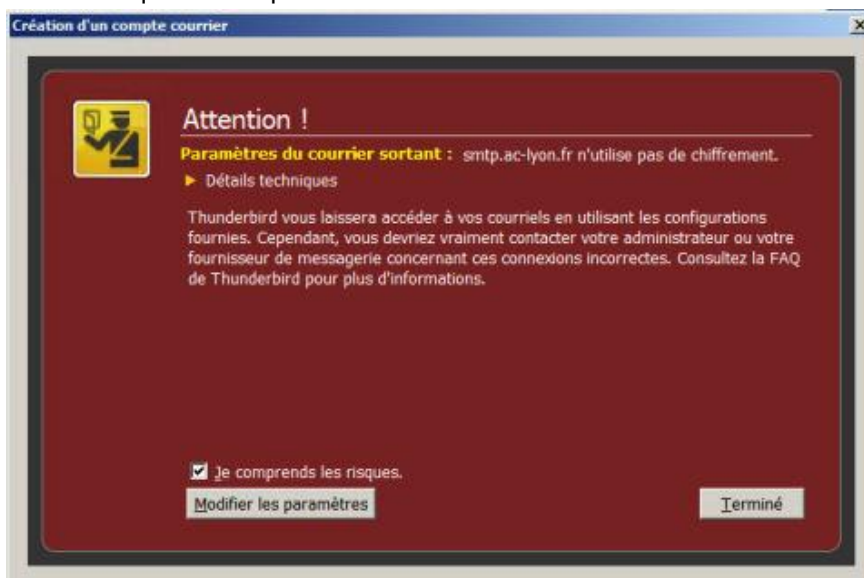 Création d'un compte courrier
Attention !
Paramètres du courrier sortant : smtp.ac-lyon.fr n'utilise pas de chiffrement.
Détails techniques
Thunderbird vous laissera accéder à vos courriels en utilisant les configurations
fournies. Cependant, vous devriez vraiment contacter votre administrateur ou votre
fournisseur de messagerie concernant ces connexions incorrectes. Consultez la FAQ
de Thunderbird pour plus d'informations.
Je comprends les risques.
Modifier les paramètres
Terminé